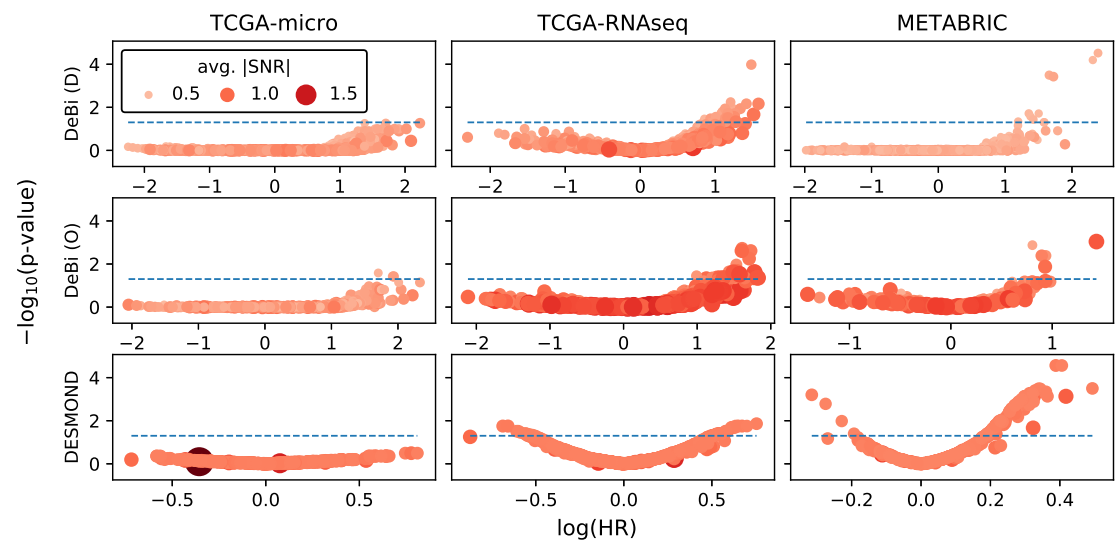 TCGA-micro TCGA-RNAseq METABRIC
avg. |SNR|
0.5 1.0 1.5
DeBi (D)
4
2
0
−2 −1 0 1 2
−2 −1 0 1
−2 −1 0 1 2
DeBi (O)
4
2
0
−2 −1 0 1 2
−2 −1 0 1 2
−1 0 1
DESMOND
4
2
0
−0.5 0.0 0.5
−0.5 0.0 0.5
−0.2 0.0 0.2 0.4
−log₁₀(p-value)
log(HR)